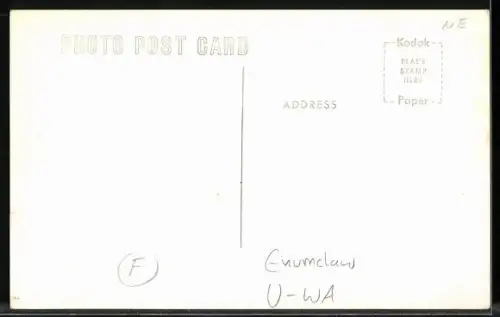 NE
PHOTO POST CARD
Kodak
PLACE
STAMP
HERE
Paper
ADDRESS
F
Enumclaw
U-WA